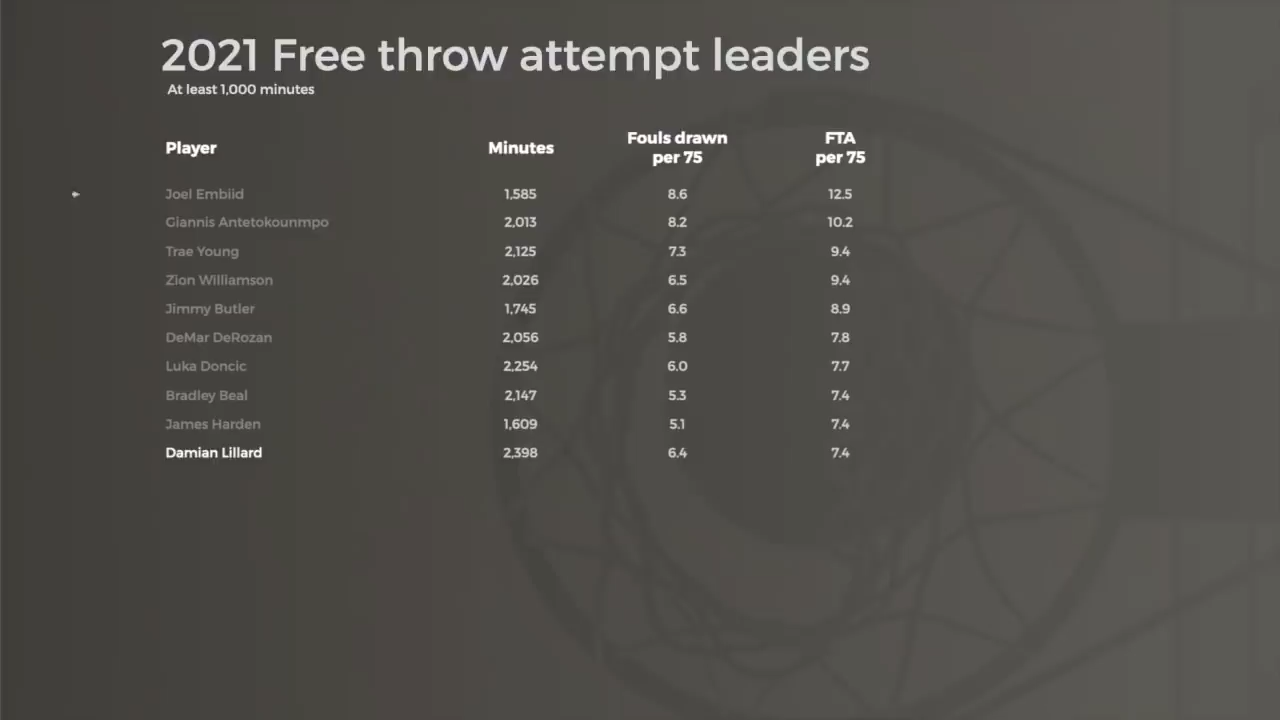 2021 Free throw attempt leaders
At least 1,000 minutes
Player Minutes Fouls drawn per 75 FTA per 75
Joel Embiid 1,585 8.6 12.5
Giannis Antetokounmpo 2,013 8.2 10.2
Trae Young 2,125 7.3 9.4
Zion Williamson 2,026 6.5 9.4
Jimmy Butler 1,745 6.6 8.9
DeMar DeRozan 2,056 5.8 7.8
Luka Doncic 2,254 6.0 7.7
Bradley Beal 2,147 5.3 7.4
James Harden 1,609 5.1 7.4
Damian Lillard 2,398 6.4 7.4